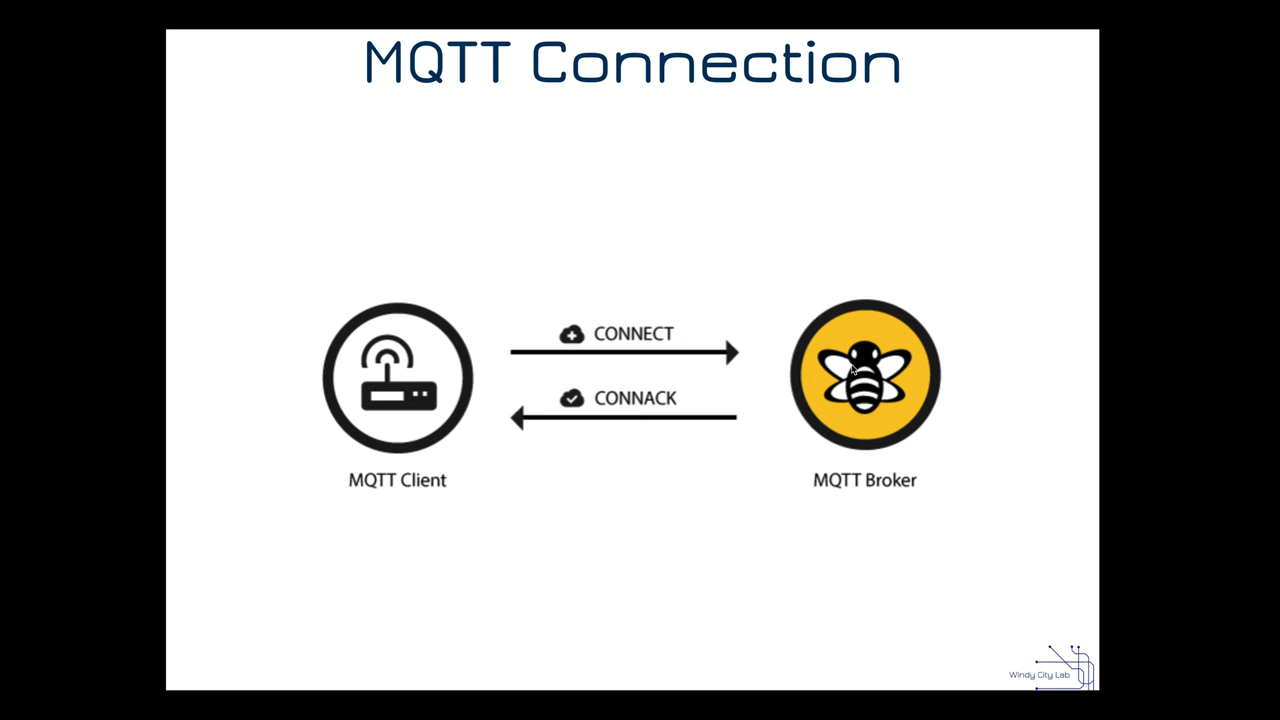 MQTT Connection
CONNECT
CONNACK
MQTT Client
MQTT Broker
Windy City Lab